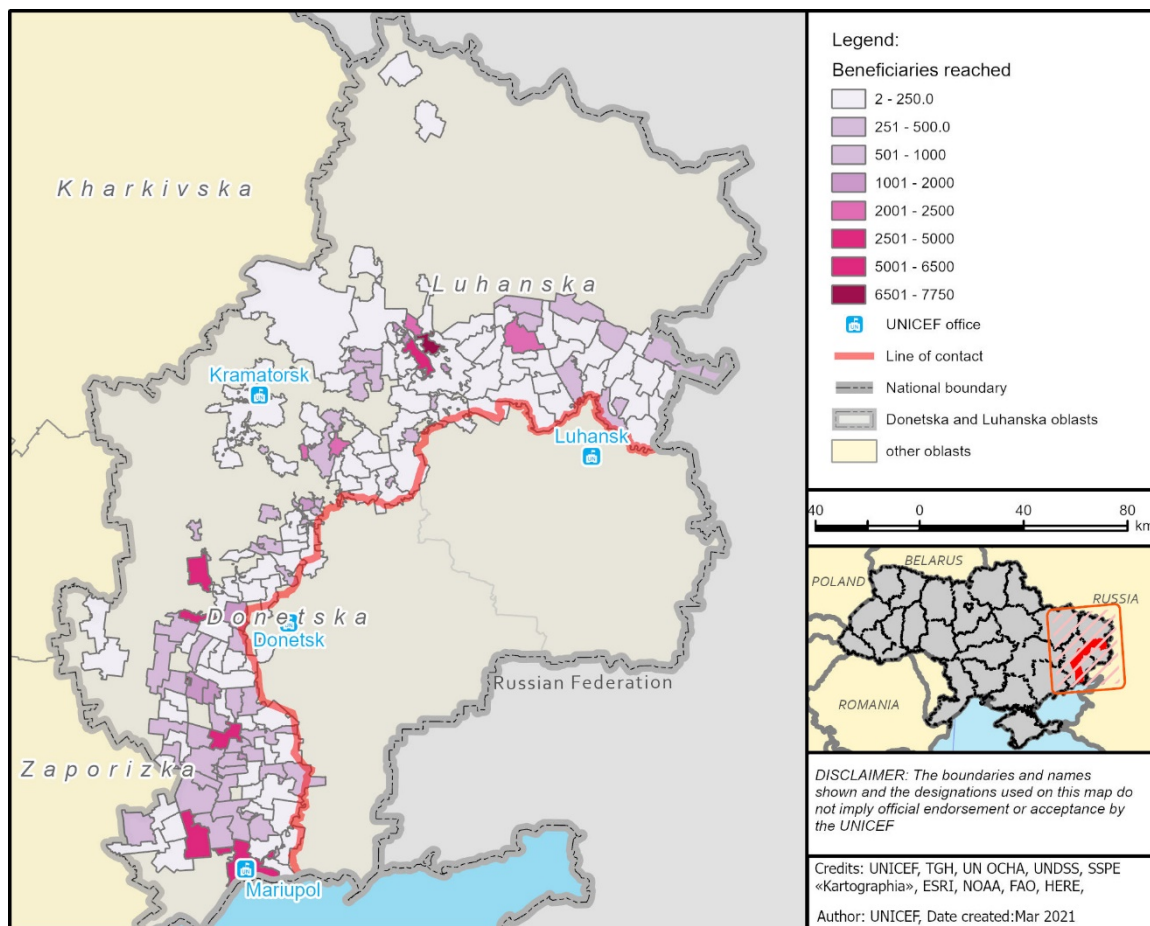 Kharkivska
Luhanska
Kramatorsk
Luhansk
Donetska
Donetsk
Russian Federation
Zaporizka
Mariupol
Legend:
Beneficiaries reached
2 - 250.0
251 - 500.0
501 - 1000
1001 - 2000
2001 - 2500
2501 - 5000
5001 - 6500
6501 - 7750
UNICEF office
Line of contact
National boundary
Donetska and Luhanska oblasts
other oblasts
40 0 40 80
km
BELARUS
POLAND
RUSSIA
ROMANIA
DISCLAIMER: The boundaries and names
shown and the designations used on this map do
not imply official endorsement or acceptance by
the UNICEF
Credits: UNICEF, TGH, UN OCHA, UNDSS, SSPE
«Kartographia», ESRI, NOAA, FAO, HERE,
Author: UNICEF, Date created:Mar 2021